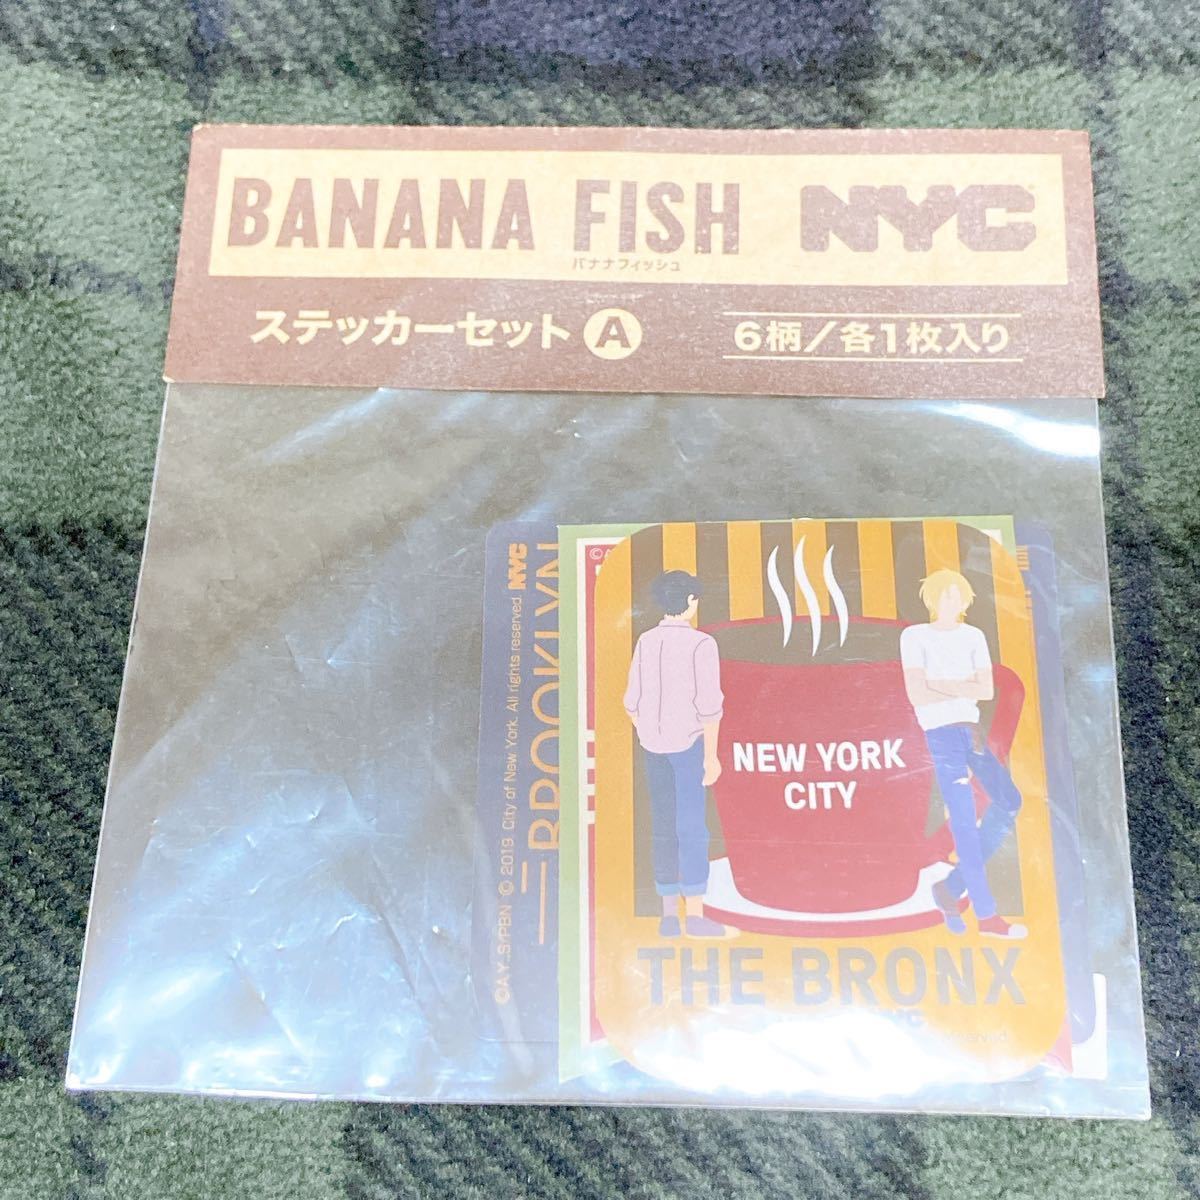 BANANA FISH NYC
バナナフィッシュ
ステッカーセット A 6柄/各1枚入り
NEW YORK
CITY
THE BRONX
NYC
reserved.
BROOKLYN
©A.Y.,S/PBN © 2019. City of New York. All rights reserved. NYC
©A